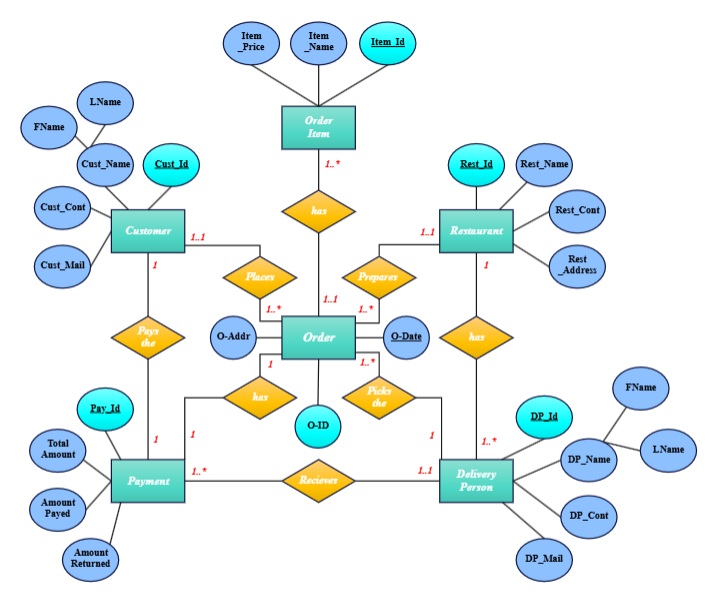 Item
_Price
Item
_Name
Item_Id
Order
Item
LName
FName
Cust_Name
Cust_Id
1..*
Rest_Id
Rest_Name
Cust_Cont
has
Rest_Cont
Customer
1..1
1..1
Restaurant
Cust_Mail
1
1
Rest
_Address
Places
Prepares
1..*
1..1
1..*
Pays
the
O-Addr
Order
O-Date
has
1
1..*
has
Picks
the
FName
Pay_Id
O-ID
DP_Id
Total
Amount
1
1
1
1..*
LName
DP_Name
1..*
1..1
Payment
Recieves
Delivery
Person
Amount
Payed
DP_Cont
Amount
Returned
DP_Mail